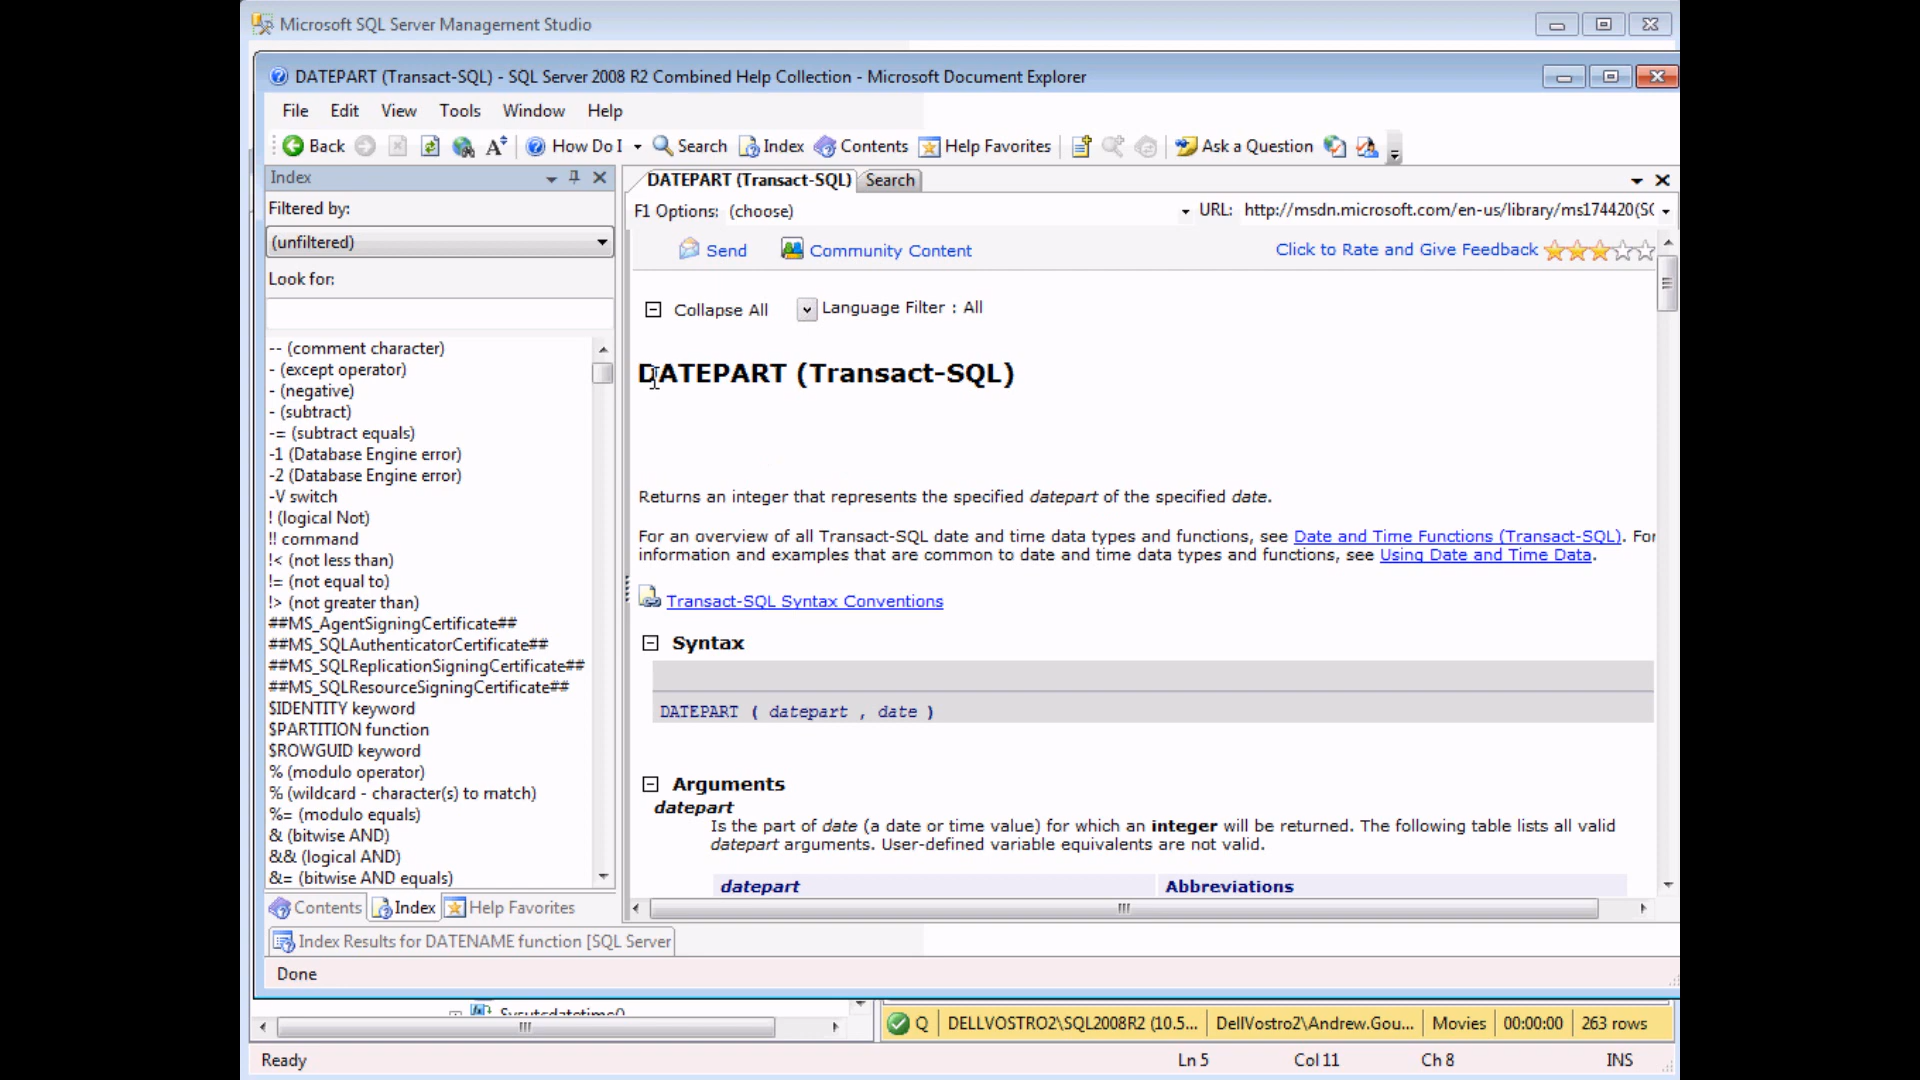 Microsoft SQL Server Management Studio
DATEPART (Transact-SQL) - SQL Server 2008 R2 Combined Help Collection - Microsoft Document Explorer
File Edit View Tools Window Help
Back How Do I Search Index Contents Help Favorites Ask a Question
Index
Filtered by:
(unfiltered)
Look for:
-- (comment character)
- (except operator)
- (negative)
- (subtract)
-= (subtract equals)
-1 (Database Engine error)
-2 (Database Engine error)
-V switch
! (logical Not)
!! command
!< (not less than)
!= (not equal to)
!> (not greater than)
##MS_AgentSigningCertificate##
##MS_SQLAuthenticatorCertificate##
##MS_SQLReplicationSigningCertificate##
##MS_SQLResourceSigningCertificate##
$IDENTITY keyword
$PARTITION function
$ROWGUID keyword
% (modulo operator)
% (wildcard - character(s) to match)
%= (modulo equals)
& (bitwise AND)
&& (logical AND)
&= (bitwise AND equals)
Contents Index Help Favorites
DATEPART (Transact-SQL) Search
F1 Options: (choose) URL: http://msdn.microsoft.com/en-us/library/ms174420(SC
Send Community Content Click to Rate and Give Feedback
Collapse All Language Filter : All
DATEPART (Transact-SQL)
Returns an integer that represents the specified datepart of the specified date.
For an overview of all Transact-SQL date and time data types and functions, see Date and Time Functions (Transact-SQL). For
information and examples that are common to date and time data types and functions, see Using Date and Time Data.
Transact-SQL Syntax Conventions
Syntax
DATEPART ( datepart , date )
Arguments
datepart
Is the part of date (a date or time value) for which an integer will be returned. The following table lists all valid
datepart arguments. User-defined variable equivalents are not valid.
datepart Abbreviations
Index Results for DATENAME function [SQL Server
Done
Sysutcdatetime()
Q DELLVOSTRO2\SQL2008R2 (10.5... DellVostro2\Andrew.Gou... Movies 00:00:00 263 rows
Ready Ln 5 Col 11 Ch 8 INS